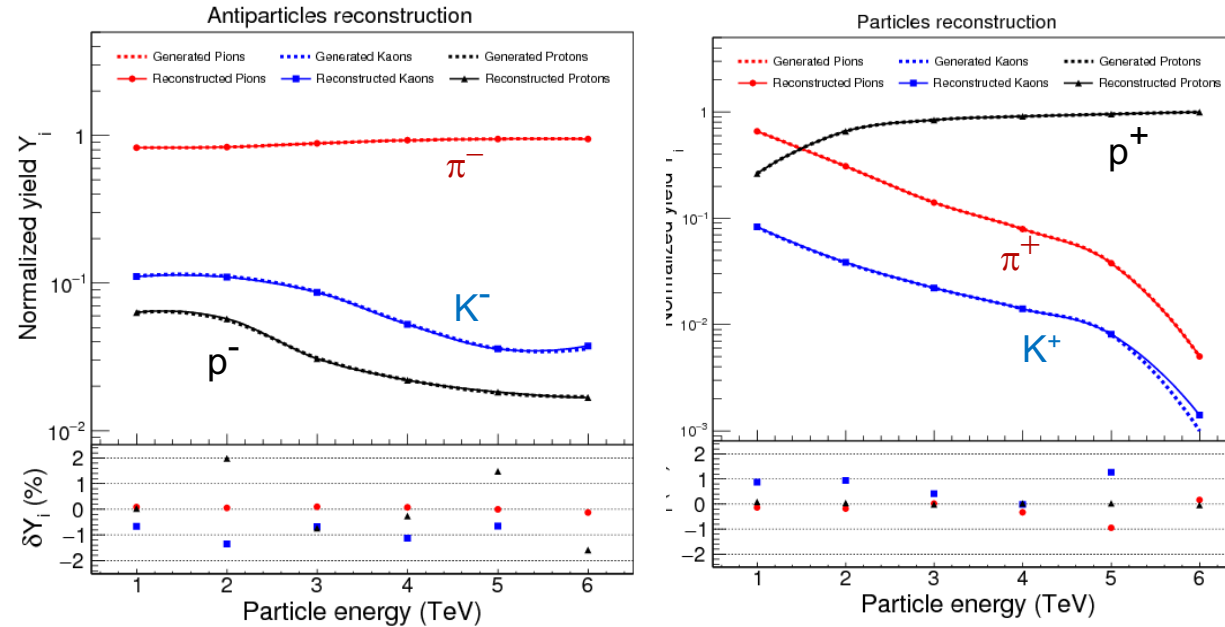 Antiparticles reconstruction
Generated Pions
Generated Kaons
Generated Protons
Reconstructed Pions
Reconstructed Kaons
Reconstructed Protons
Normalized yield Y i
1
10⁻¹
10⁻²
π⁻
K⁻
p⁻
δYi (%)
2
1
0
−1
−2
1 2 3 4 5 6
Particle energy (TeV)
Particles reconstruction
Generated Pions
Generated Kaons
Generated Protons
Reconstructed Pions
Reconstructed Kaons
Reconstructed Protons
Normalized yield
1
10⁻¹
10⁻²
10⁻³
p⁺
π⁺
K⁺
2
1
0
−1
−2
1 2 3 4 5 6
Particle energy (TeV)